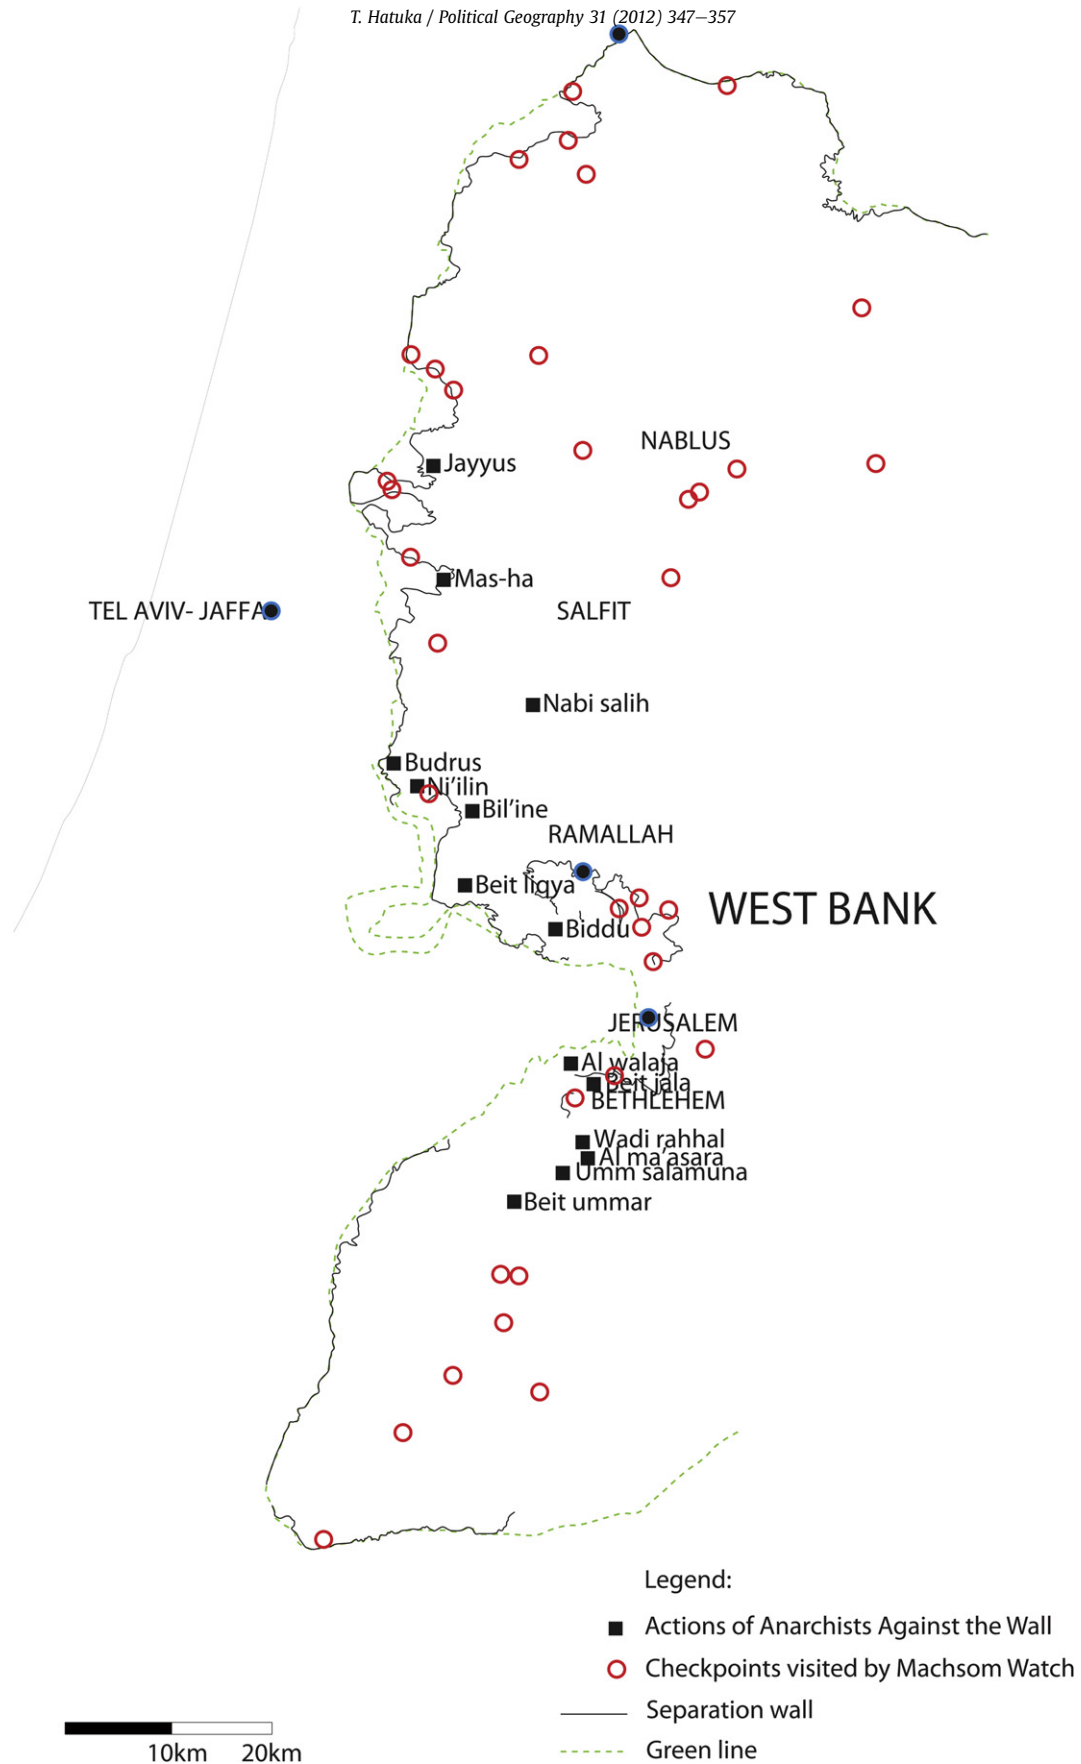 T. Hatuka / Political Geography 31 (2012) 347–357
NABLUS
Jayyus
Mas-ha
TEL AVIV- JAFFA
SALFIT
Nabi salih
Budrus
Ni'ilin
Bil'ine
RAMALLAH
Beit liqya
WEST BANK
Biddu
JERUSALEM
Al walaja
Beit jala
BETHLEHEM
Wadi rahhal
Al ma'asara
Umm salamuna
Beit ummar
Legend:
Actions of Anarchists Against the Wall
Checkpoints visited by Machsom Watch
Separation wall
Green line
10km 20km